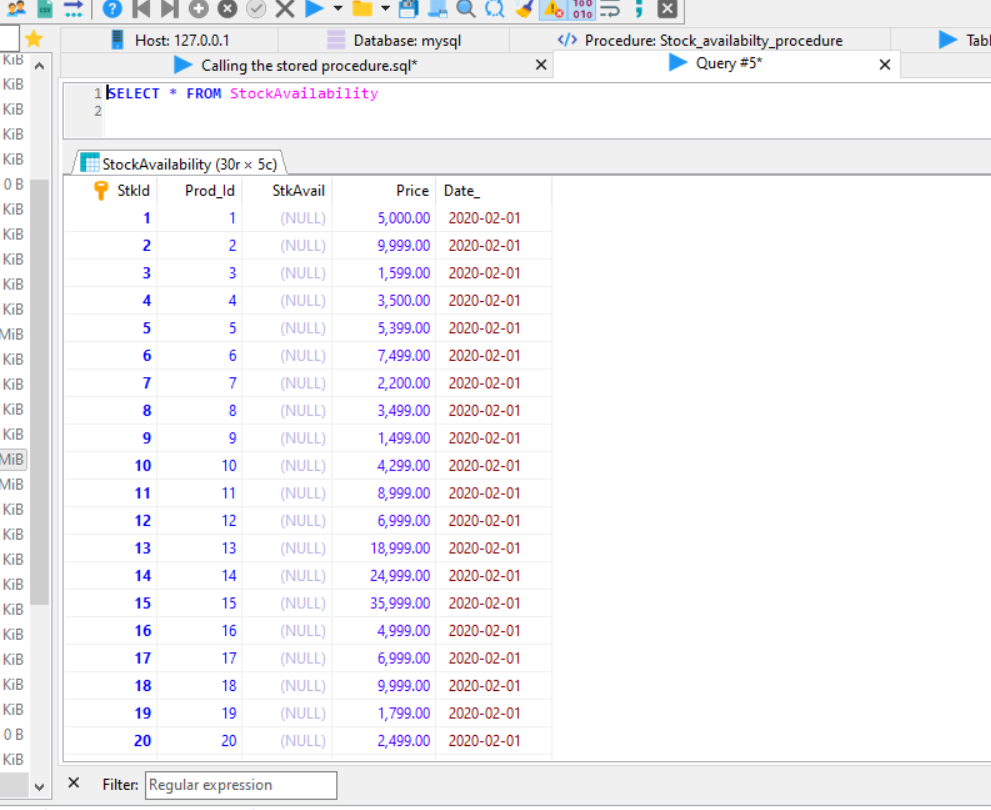 Host: 127.0.0.1 Database: mysql </> Procedure: Stock_availabilty_procedure Tabl
KiB Calling the stored procedure.sql* Query #5*
KiB 1 SELECT * FROM StockAvailability
KiB 2
KiB
KiB StockAvailability (30r × 5c)
0 B StkId Prod_Id StkAvail Price Date_
KiB 1 1 (NULL) 5,000.00 2020-02-01
KiB 2 2 (NULL) 9,999.00 2020-02-01
KiB 3 3 (NULL) 1,599.00 2020-02-01
KiB 4 4 (NULL) 3,500.00 2020-02-01
MiB 5 5 (NULL) 5,399.00 2020-02-01
KiB 6 6 (NULL) 7,499.00 2020-02-01
KiB 7 7 (NULL) 2,200.00 2020-02-01
KiB 8 8 (NULL) 3,499.00 2020-02-01
KiB 9 9 (NULL) 1,499.00 2020-02-01
MiB 10 10 (NULL) 4,299.00 2020-02-01
MiB 11 11 (NULL) 8,999.00 2020-02-01
KiB 12 12 (NULL) 6,999.00 2020-02-01
KiB 13 13 (NULL) 18,999.00 2020-02-01
KiB 14 14 (NULL) 24,999.00 2020-02-01
KiB 15 15 (NULL) 35,999.00 2020-02-01
KiB 16 16 (NULL) 4,999.00 2020-02-01
KiB 17 17 (NULL) 6,999.00 2020-02-01
KiB 18 18 (NULL) 9,999.00 2020-02-01
KiB 19 19 (NULL) 1,799.00 2020-02-01
0 B 20 20 (NULL) 2,499.00 2020-02-01
KiB
Filter: Regular expression